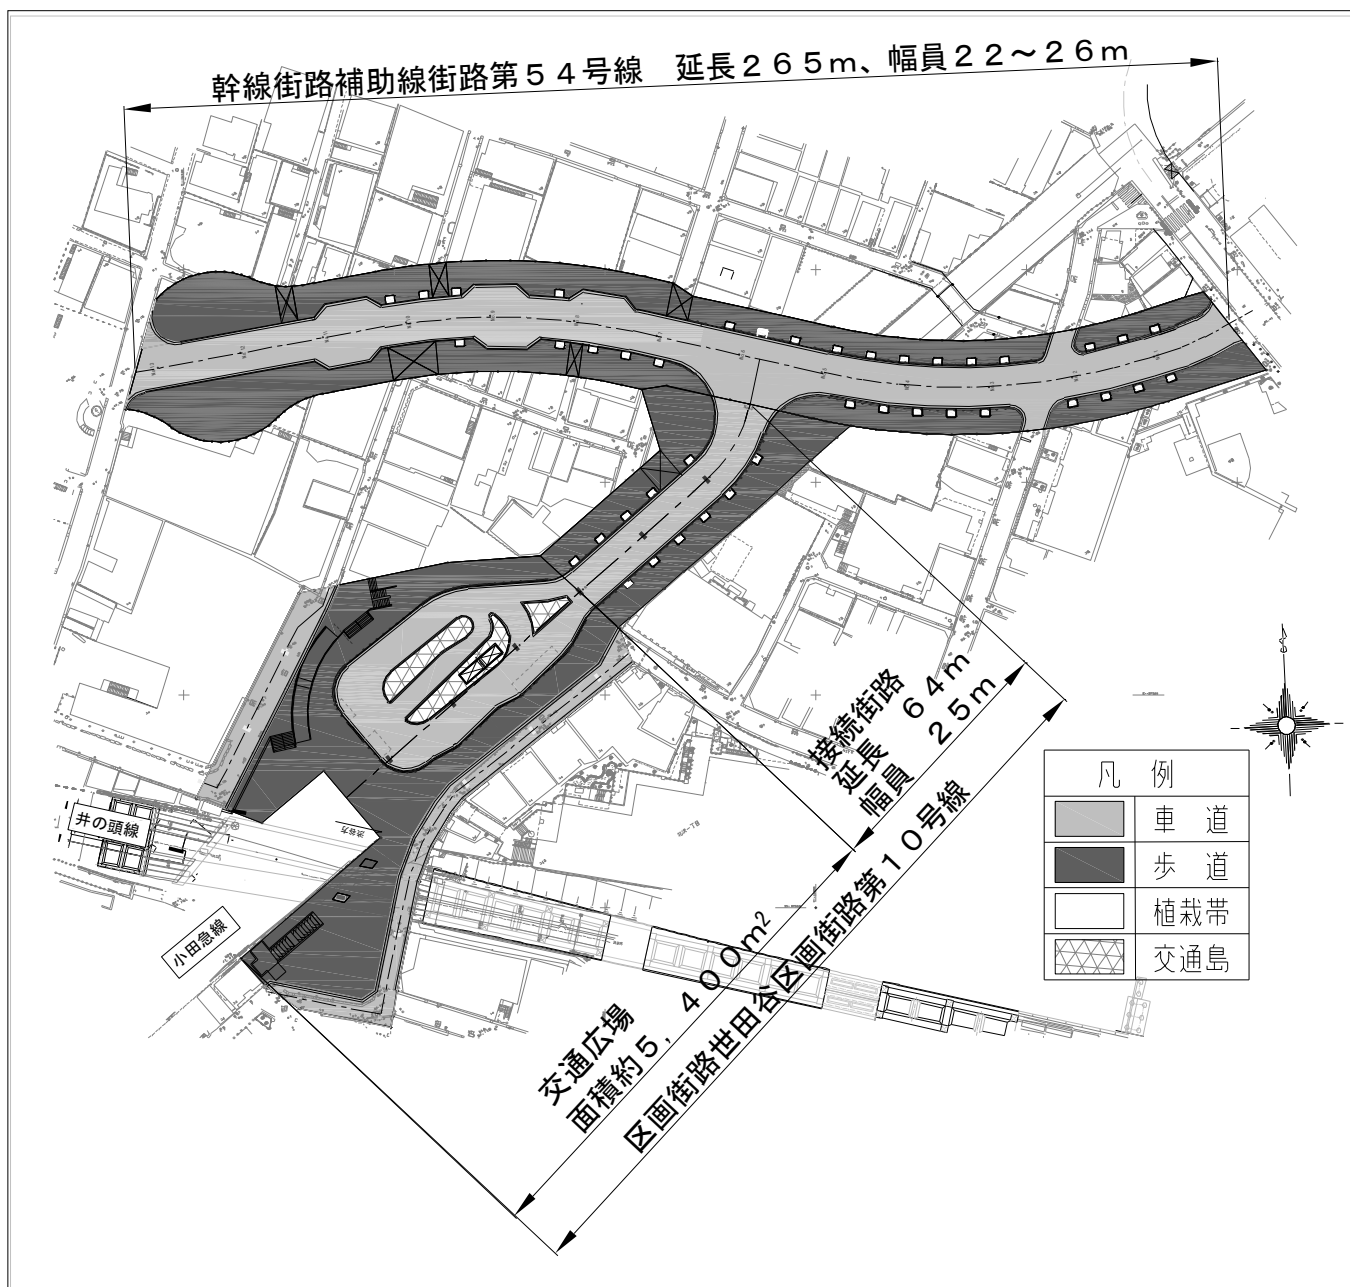 幹線街路補助線街路第５４号線　延長２６５ｍ、幅員２２～２６ｍ
接続街路
延長　６４ｍ
幅員　２５ｍ
凡 例
車 道
歩 道
植栽帯
交通島
井の頭線
小田急線
交通広場
面積約５，４００ｍ²
区画街路世田谷区画街路第１０号線